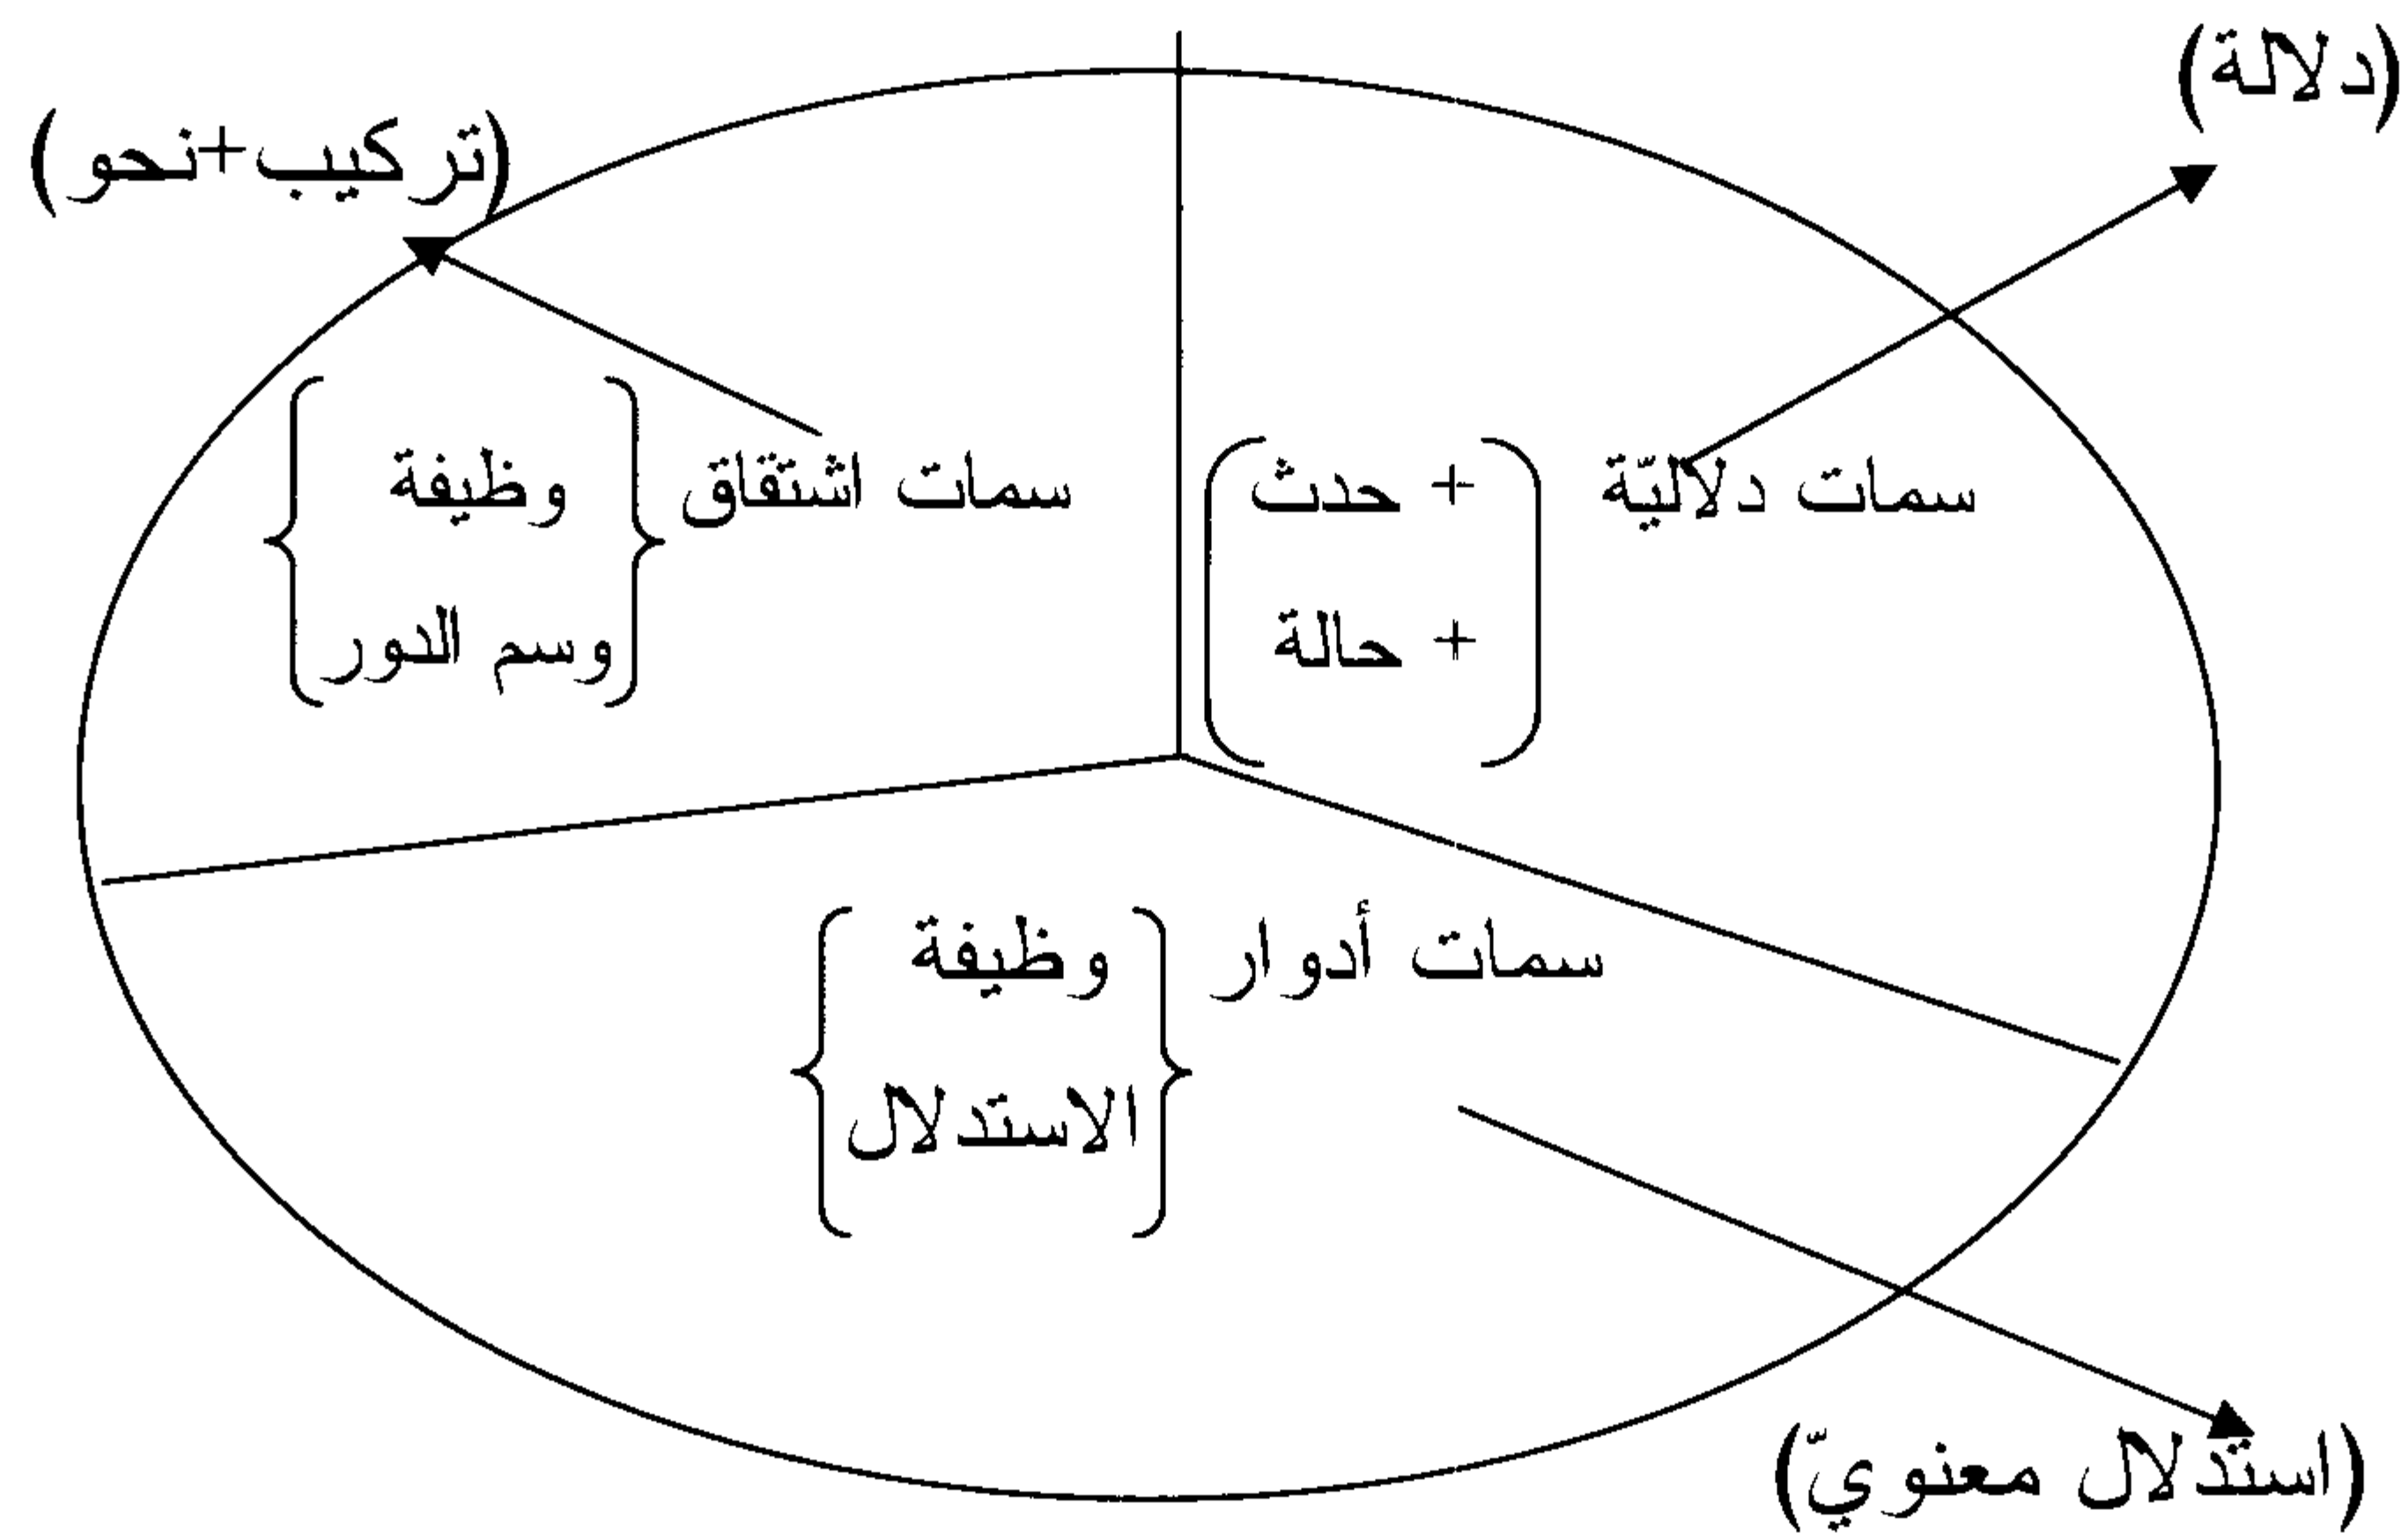 (دلالة)
(تركيب+نحو)
سمات دلاليّة
+ حدث
+ حالة
سمات اشتقاق
وظيفة
وسم الدور
سمات أدوار
وظيفة
الاستدلال
(استدلال معنويّ)